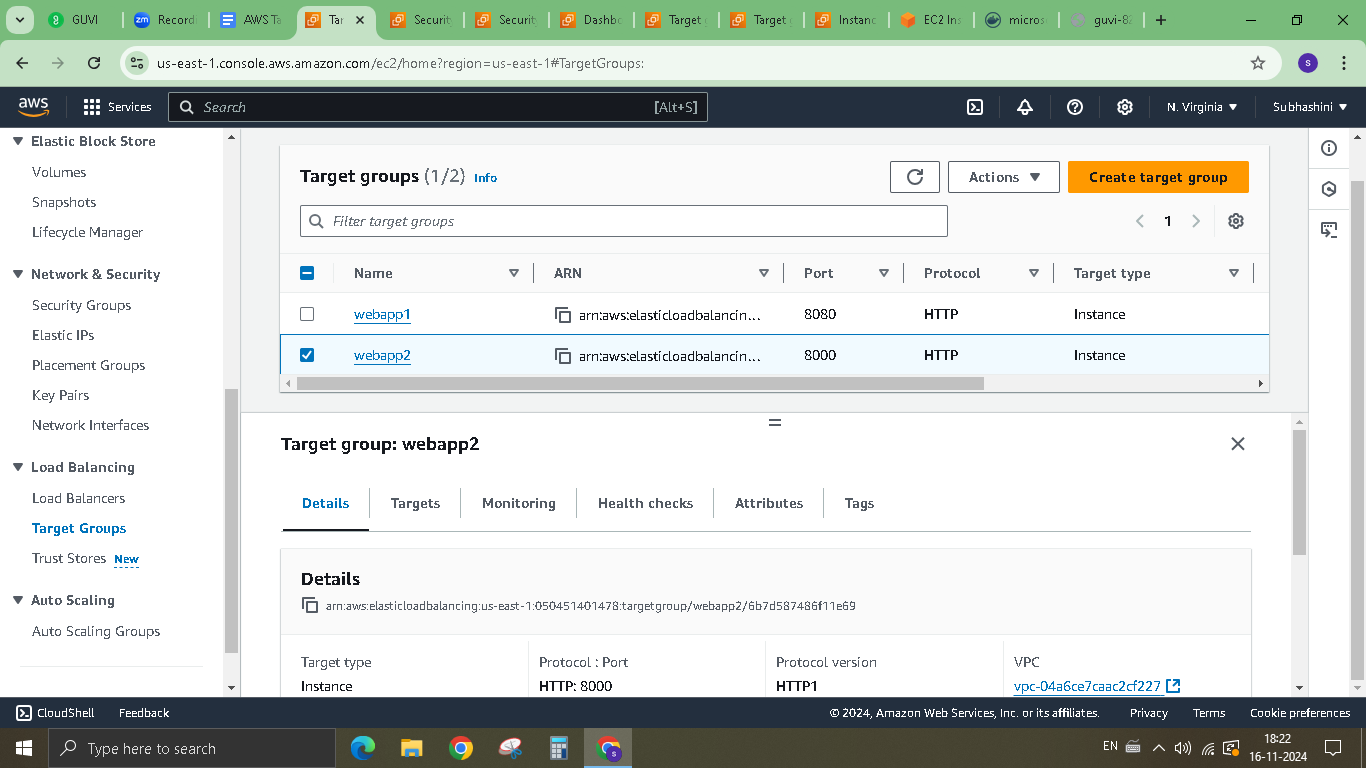 GUVI
Record
AWS Ta
Tar
Securit
Securit
Dashbo
Target
Target
Instanc
EC2 Ins
micros
guvi-82
us-east-1.console.aws.amazon.com/ec2/home?region=us-east-1#TargetGroups:
S
aws
Services
Search
[Alt+S]
N. Virginia
Subhashini
Elastic Block Store
Volumes
Snapshots
Lifecycle Manager
Network & Security
Security Groups
Elastic IPs
Placement Groups
Key Pairs
Network Interfaces
Load Balancing
Load Balancers
Target Groups
Trust Stores New
Auto Scaling
Auto Scaling Groups
Target groups (1/2) Info
Actions
Create target group
Filter target groups
1
Name ARN Port Protocol Target type
webapp1 arn:aws:elasticloadbalancin... 8080 HTTP Instance
webapp2 arn:aws:elasticloadbalancin... 8000 HTTP Instance
Target group: webapp2
Details Targets Monitoring Health checks Attributes Tags
Details
arn:aws:elasticloadbalancing:us-east-1:050451401478:targetgroup/webapp2/6b7d587486f11e69
Target type Protocol : Port Protocol version VPC
Instance HTTP: 8000 HTTP1 vpc-04a6ce7caac2cf227
CloudShell Feedback © 2024, Amazon Web Services, Inc. or its affiliates. Privacy Terms Cookie preferences
Type here to search
EN
18:22
16-11-2024